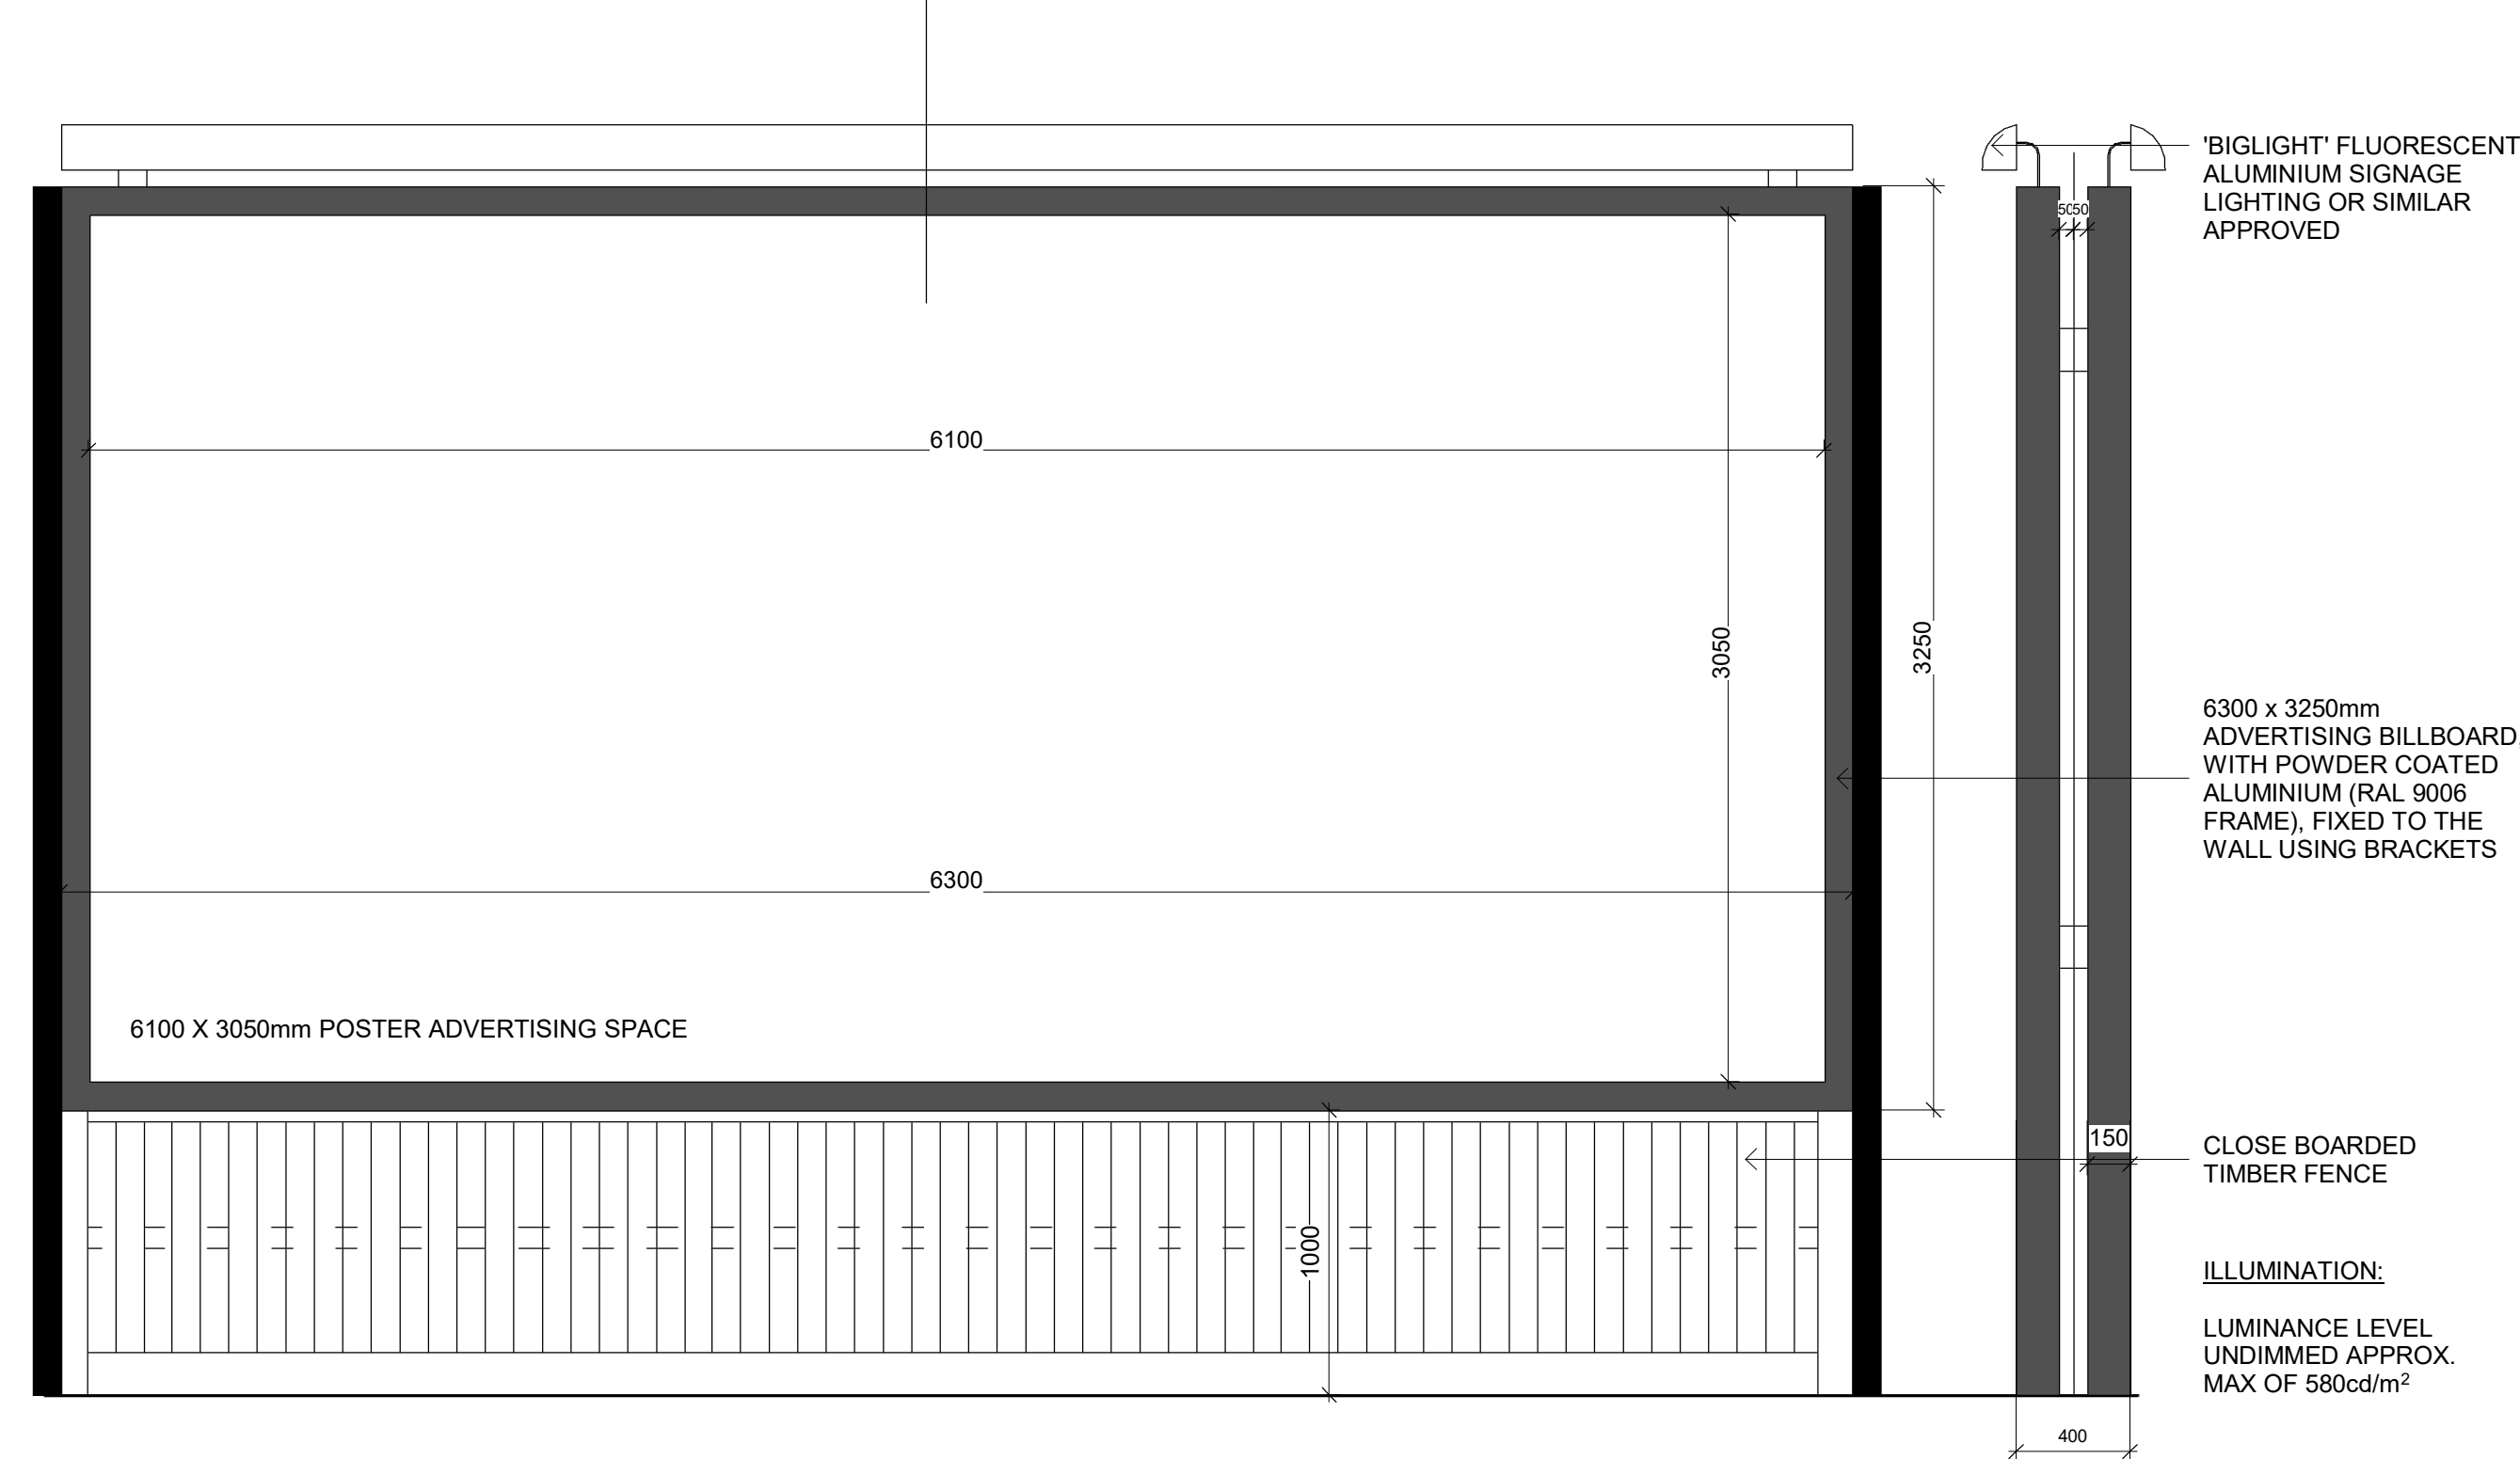 'BIGLIGHT' FLUORESCENT
ALUMINIUM SIGNAGE
LIGHTING OR SIMILAR
APPROVED
50
50
6100
3050
3250
6300 x 3250mm
ADVERTISING BILLBOARD,
WITH POWDER COATED
ALUMINIUM (RAL 9006
FRAME), FIXED TO THE
WALL USING BRACKETS
6300
6100 X 3050mm POSTER ADVERTISING SPACE
150
CLOSE BOARDED
TIMBER FENCE
1000
ILLUMINATION:
LUMINANCE LEVEL
UNDIMMED APPROX.
MAX OF 580cd/m²
400